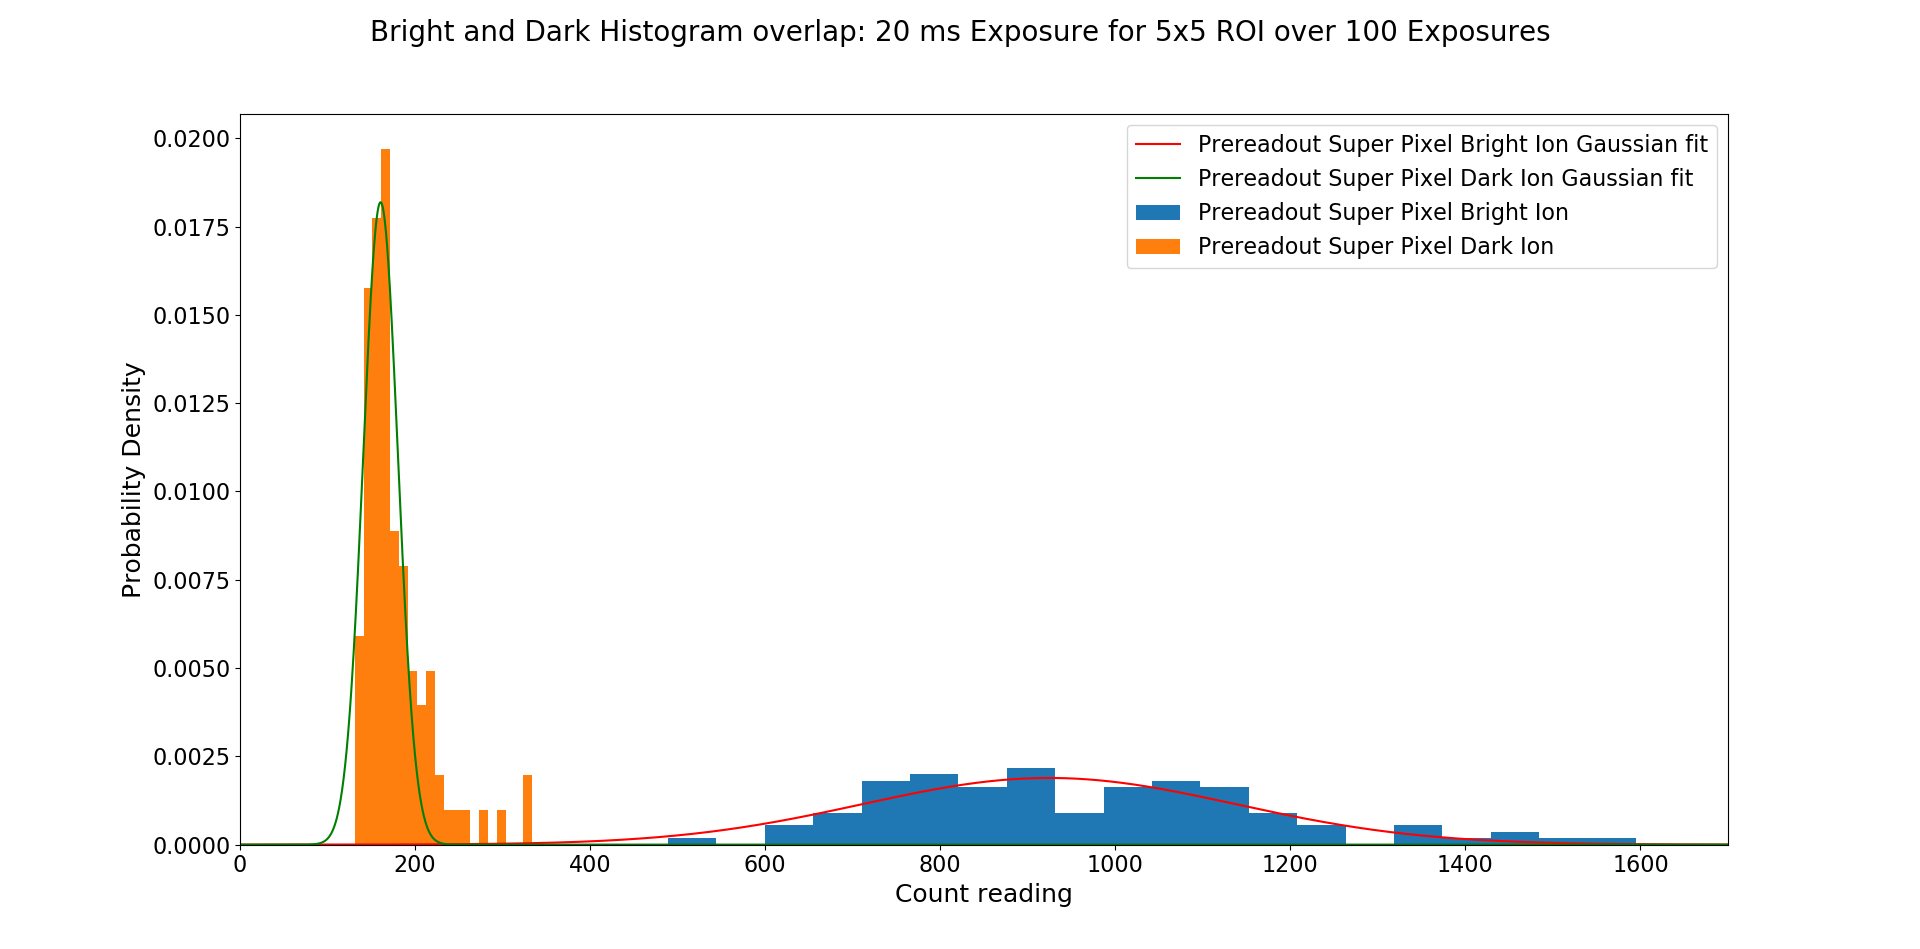 Bright and Dark Histogram overlap: 20 ms Exposure for 5x5 ROI over 100 Exposures
Prereadout Super Pixel Bright Ion Gaussian fit
Prereadout Super Pixel Dark Ion Gaussian fit
Prereadout Super Pixel Bright Ion
Prereadout Super Pixel Dark Ion
Probability Density
0.0200
0.0175
0.0150
0.0125
0.0100
0.0075
0.0050
0.0025
0.0000
0 200 400 600 800 1000 1200 1400 1600
Count reading